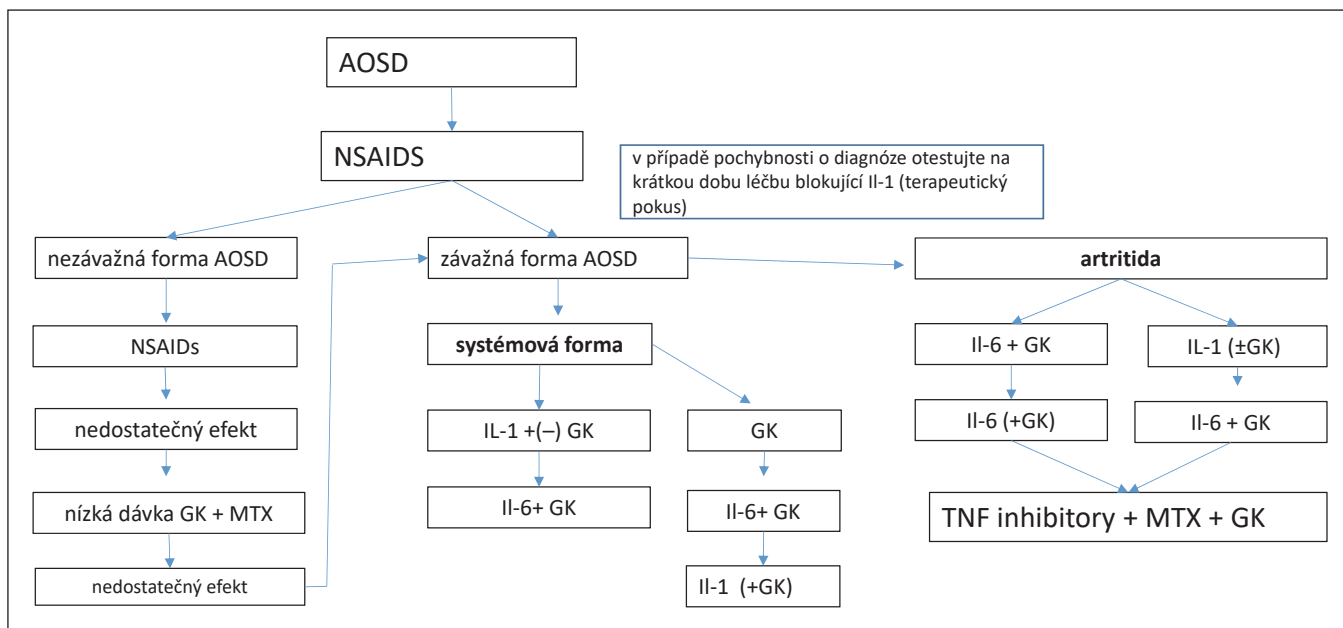 AOSD
NSAIDS
v případě pochybnosti o diagnóze otestujte na
krátkou dobu léčbu blokující Il-1 (terapeutický
pokus)
nezávažná forma AOSD
závažná forma AOSD
artritida
NSAIDs
systémová forma
Il-6 + GK
IL-1 (±GK)
nedostatečný efekt
IL-1 +(–) GK
GK
Il-6 (+GK)
Il-6 + GK
nízká dávka GK + MTX
Il-6+ GK
Il-6+ GK
TNF inhibitory + MTX + GK
nedostatečný efekt
Il-1 (+GK)